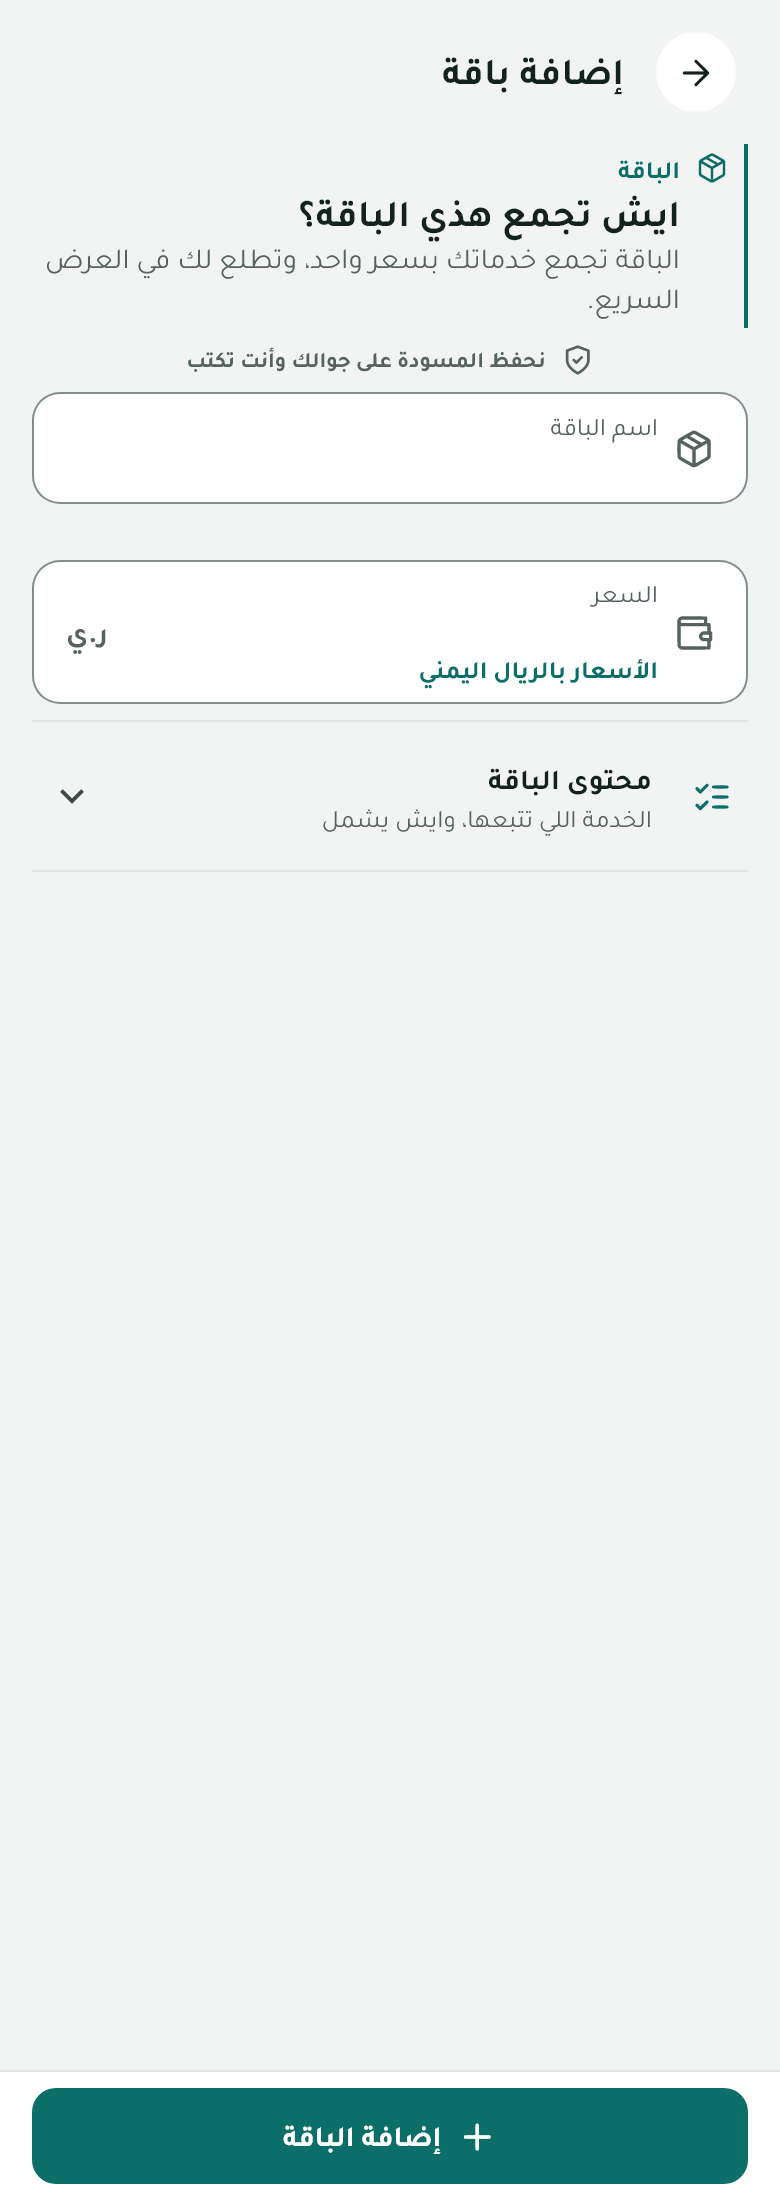 إضافة باقة
الباقة
ايش تجمع هذي الباقة؟
الباقة تجمع خدماتك بسعر واحد، وتطلع لك في العرض
السريع.
نحفظ المسودة على جوالك وأنت تكتب
اسم الباقة
السعر
ر.ي
الأسعار بالريال اليمني
محتوى الباقة
الخدمة اللي تتبعها، وايش يشمل
إضافة الباقة